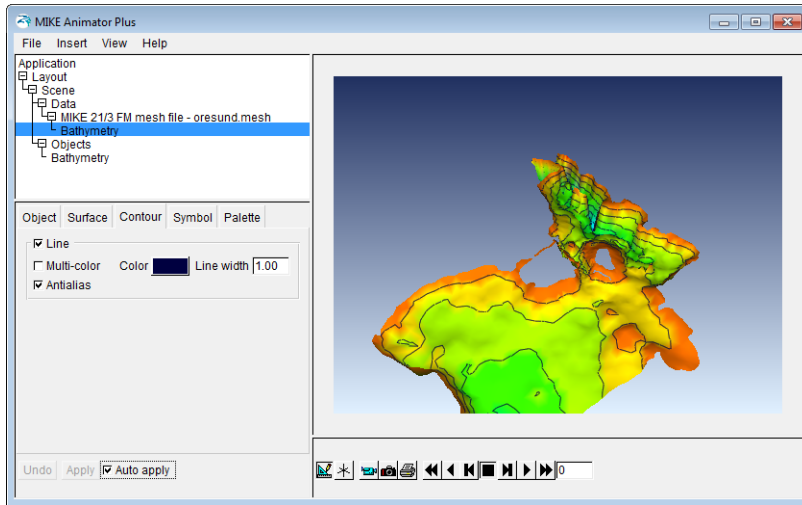 MIKE Animator Plus
File Insert View Help
Application
Layout
Scene
Data
MIKE 21/3 FM mesh file - oresund.mesh
Bathymetry
Objects
Bathymetry
Object Surface Contour Symbol Palette
Line
Multi-color Color Line width 1.00
Antialias
Undo Apply Auto apply
0